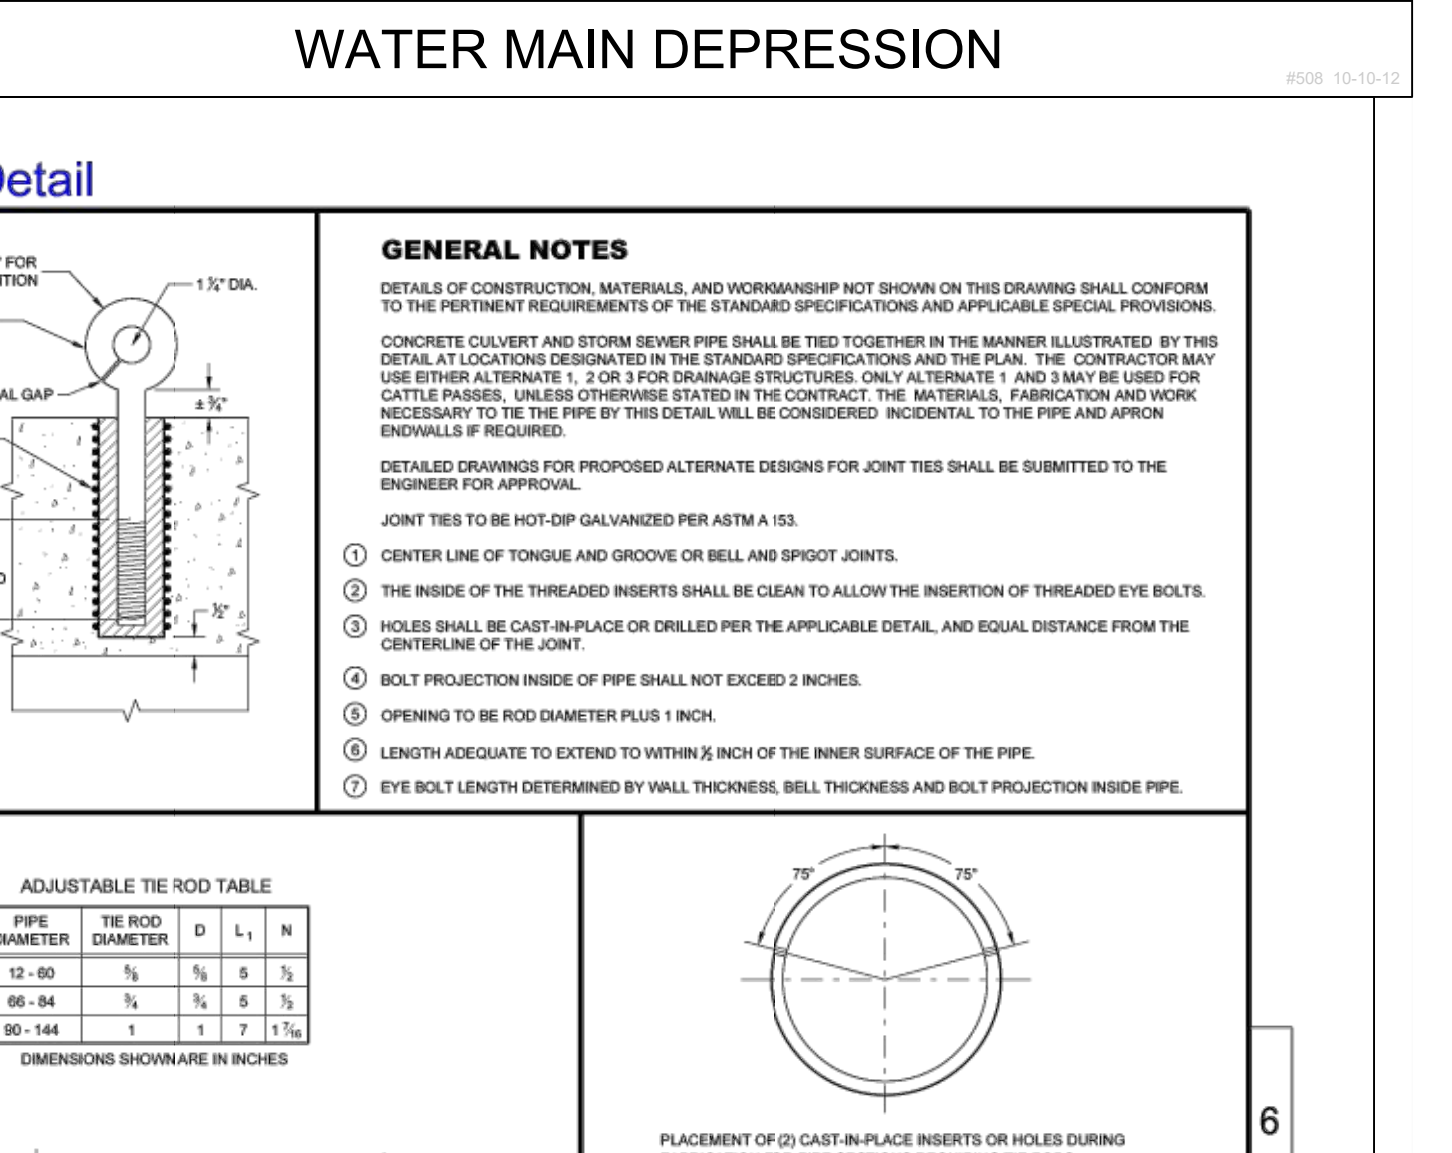 WATER MAIN DEPRESSION
#508 10-10-12
Detail
FOR
1 ¾" DIA.
AL GAP
± ¾"
½"
GENERAL NOTES
DETAILS OF CONSTRUCTION, MATERIALS, AND WORKMANSHIP NOT SHOWN ON THIS DRAWING SHALL CONFORM
TO THE PERTINENT REQUIREMENTS OF THE STANDARD SPECIFICATIONS AND APPLICABLE SPECIAL PROVISIONS.
CONCRETE CULVERT AND STORM SEWER PIPE SHALL BE TIED TOGETHER IN THE MANNER ILLUSTRATED BY THIS
DETAIL AT LOCATIONS DESIGNATED IN THE STANDARD SPECIFICATIONS AND THE PLAN. THE CONTRACTOR MAY
USE EITHER ALTERNATE 1, 2 OR 3 FOR DRAINAGE STRUCTURES. ONLY ALTERNATE 1 AND 3 MAY BE USED FOR
CATTLE PASSES, UNLESS OTHERWISE STATED IN THE CONTRACT. THE MATERIALS, FABRICATION AND WORK
NECESSARY TO TIE THE PIPE BY THIS DETAIL WILL BE CONSIDERED INCIDENTAL TO THE PIPE AND APRON
ENDWALLS IF REQUIRED.
DETAILED DRAWINGS FOR PROPOSED ALTERNATE DESIGNS FOR JOINT TIES SHALL BE SUBMITTED TO THE
ENGINEER FOR APPROVAL.
JOINT TIES TO BE HOT-DIP GALVANIZED PER ASTM A 153.
1 CENTER LINE OF TONGUE AND GROOVE OR BELL AND SPIGOT JOINTS.
2 THE INSIDE OF THE THREADED INSERTS SHALL BE CLEAN TO ALLOW THE INSERTION OF THREADED EYE BOLTS.
3 HOLES SHALL BE CAST-IN-PLACE OR DRILLED PER THE APPLICABLE DETAIL, AND EQUAL DISTANCE FROM THE
CENTERLINE OF THE JOINT.
4 BOLT PROJECTION INSIDE OF PIPE SHALL NOT EXCEED 2 INCHES.
5 OPENING TO BE ROD DIAMETER PLUS 1 INCH.
6 LENGTH ADEQUATE TO EXTEND TO WITHIN ½ INCH OF THE INNER SURFACE OF THE PIPE.
7 EYE BOLT LENGTH DETERMINED BY WALL THICKNESS, BELL THICKNESS AND BOLT PROJECTION INSIDE PIPE.
ADJUSTABLE TIE ROD TABLE
PIPE DIAMETER TIE ROD DIAMETER D L1 N
12 - 60 ⅝ ⅝ 5 ½
66 - 84 ¾ ¾ 5 ½
90 - 144 1 1 7 1 7/16
DIMENSIONS SHOWN ARE IN INCHES
75° 75°
PLACEMENT OF (2) CAST-IN-PLACE INSERTS OR HOLES DURING
6